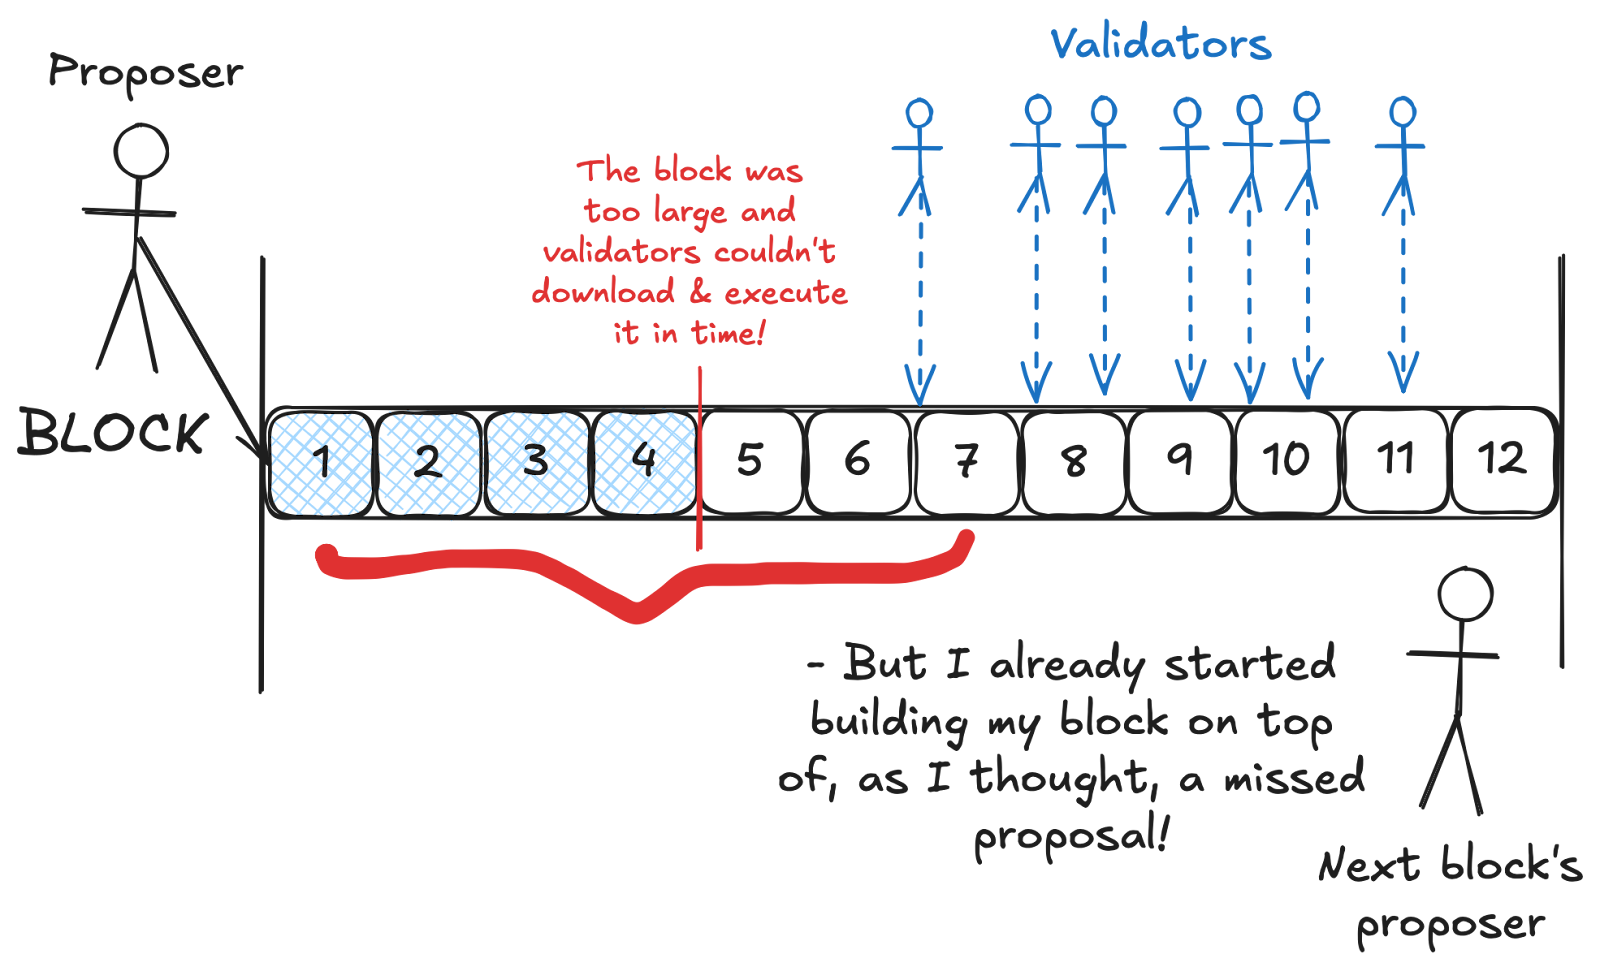 Proposer
Validators
The block was
too large and
validators couldn't
download & execute
it in time!
BLOCK
1 2 3 4 5 6 7 8 9 10 11 12
- But I already started
building my block on top
of, as I thought, a missed
proposal!
Next block's
proposer